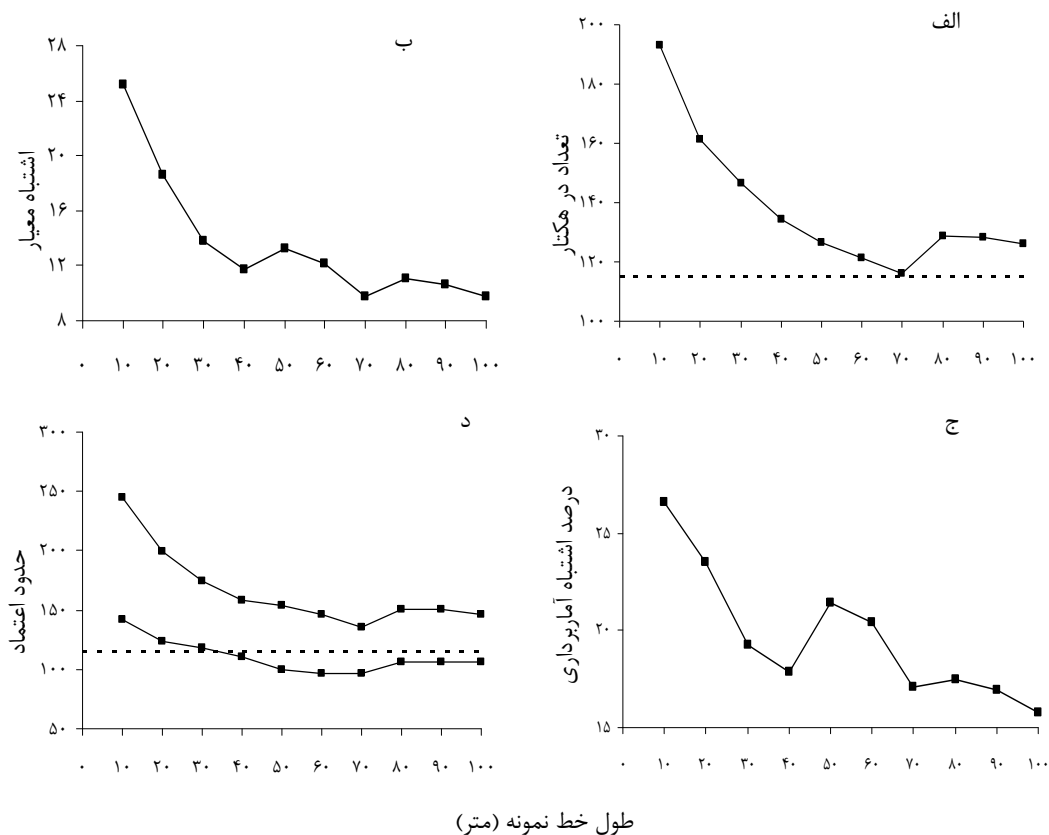 الف
تعداد در هکتار
۲۰۰
۱۸۰
۱۶۰
۱۴۰
۱۲۰
۱۰۰
۰ ۱۰ ۲۰ ۳۰ ۴۰ ۵۰ ۶۰ ۷۰ ۸۰ ۹۰ ۱۰۰
ب
اشتباه معیار
۲۸
۲۴
۲۰
۱۶
۱۲
۸
۰ ۱۰ ۲۰ ۳۰ ۴۰ ۵۰ ۶۰ ۷۰ ۸۰ ۹۰ ۱۰۰
ج
درصد اشتباه آماربرداری
۳۰
۲۵
۲۰
۱۵
۰ ۱۰ ۲۰ ۳۰ ۴۰ ۵۰ ۶۰ ۷۰ ۸۰ ۹۰ ۱۰۰
د
حدود اعتماد
۳۰۰
۲۵۰
۲۰۰
۱۵۰
۱۰۰
۵۰
۰ ۱۰ ۲۰ ۳۰ ۴۰ ۵۰ ۶۰ ۷۰ ۸۰ ۹۰ ۱۰۰
طول خط نمونه (متر)